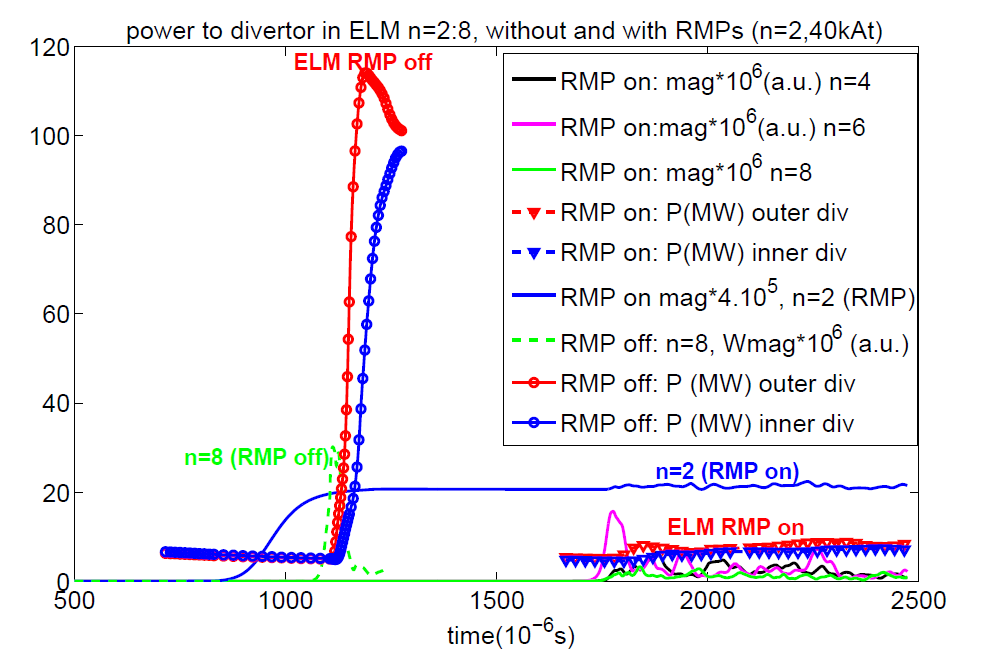 power to divertor in ELM n=2:8, without and with RMPs (n=2,40kAt)
120
100
80
60
40
20
0
ELM RMP off
RMP on: mag*10⁶(a.u.) n=4
RMP on:mag*10⁶(a.u.) n=6
RMP on: mag*10⁶ n=8
RMP on: P(MW) outer div
RMP on: P(MW) inner div
RMP on mag*4.10⁵, n=2 (RMP)
RMP off: n=8, Wmag*10⁶ (a.u.)
RMP off: P (MW) outer div
RMP off: P (MW) inner div
n=8 (RMP off)
n=2 (RMP on)
ELM RMP on
500
1000
1500
2000
2500
time(10⁻⁶s)